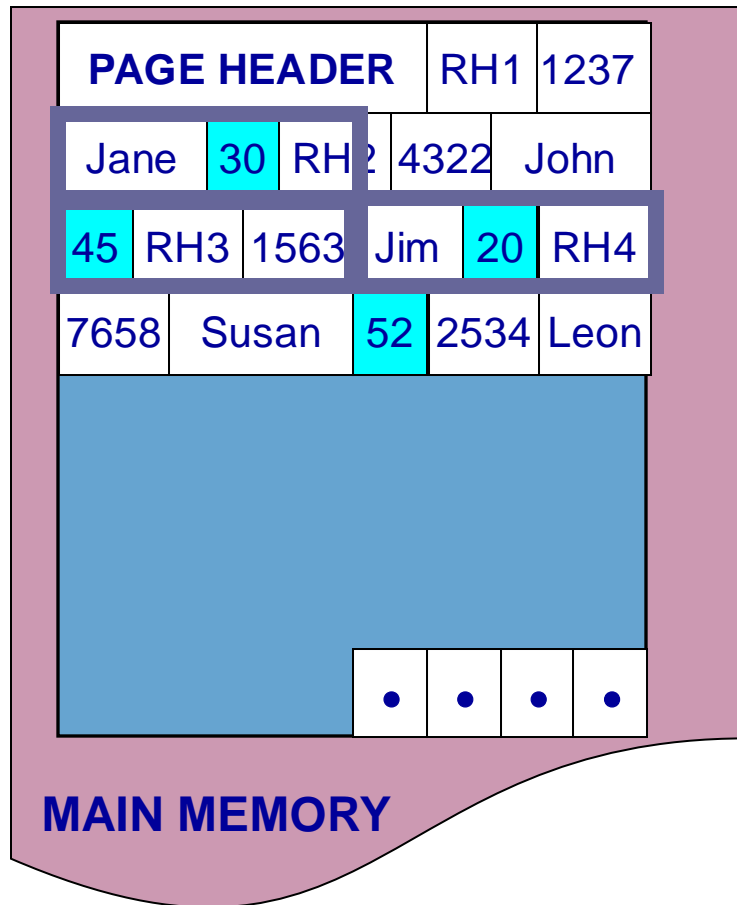 PAGE HEADER RH1 1237
Jane 30 RH2 4322 John
45 RH3 1563 Jim 20 RH4
7658 Susan 52 2534 Leon
• • • •
MAIN MEMORY